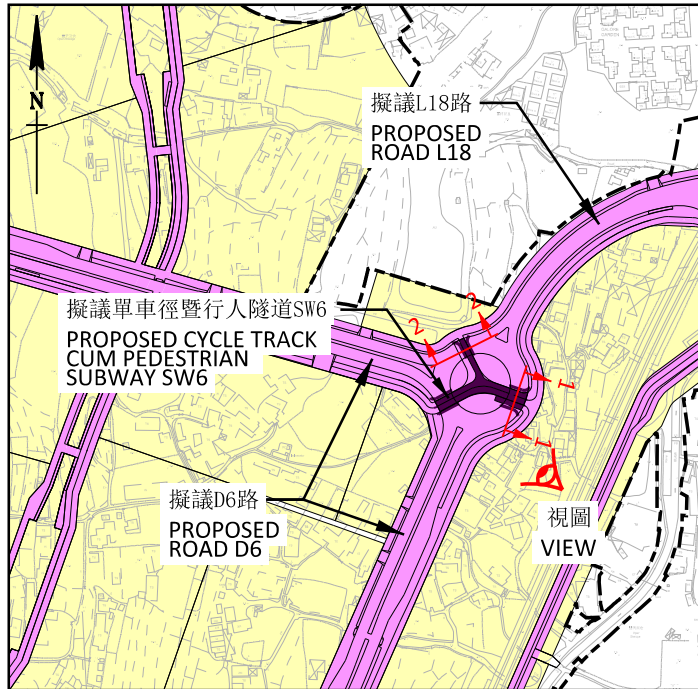 N
擬議L18路
PROPOSED
ROAD L18
擬議單車徑暨行人隧道SW6
PROPOSED CYCLE TRACK
CUM PEDESTRIAN
SUBWAY SW6
2
2
1
1
擬議D6路
PROPOSED
ROAD D6
視圖
VIEW